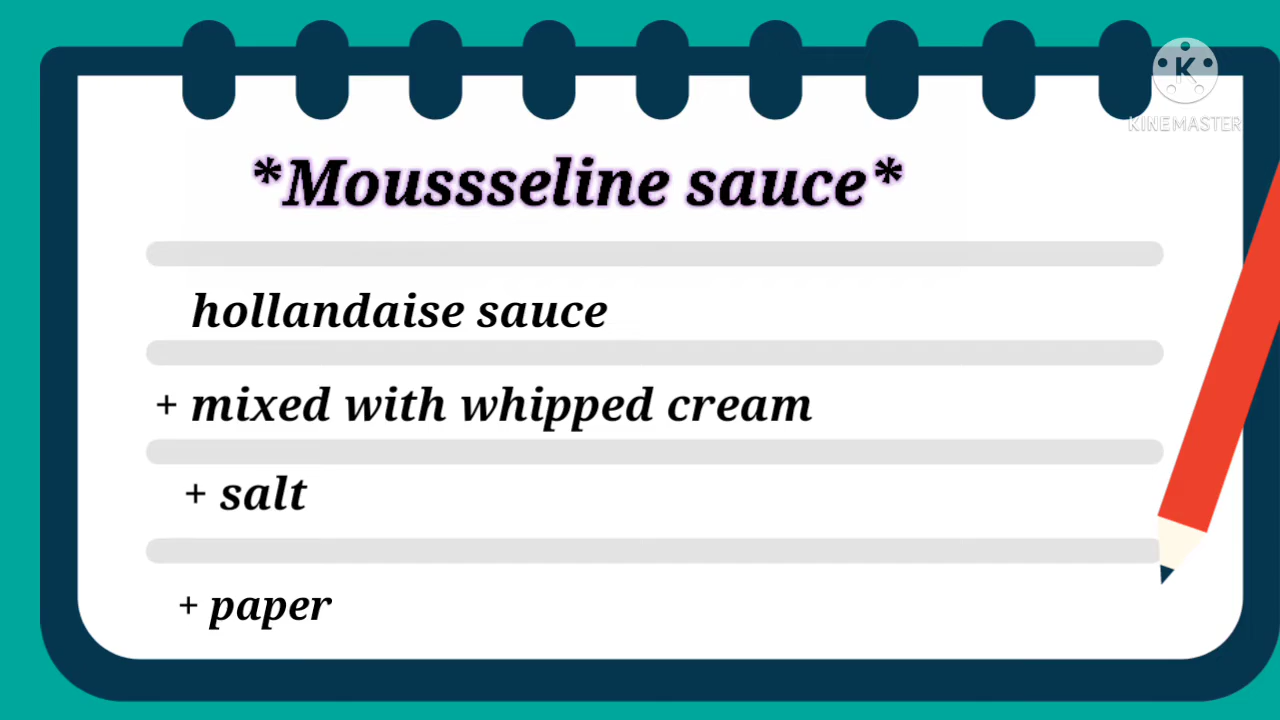 K
KINEMASTER
*Moussseline sauce*
hollandaise sauce
+ mixed with whipped cream
+ salt
+ paper